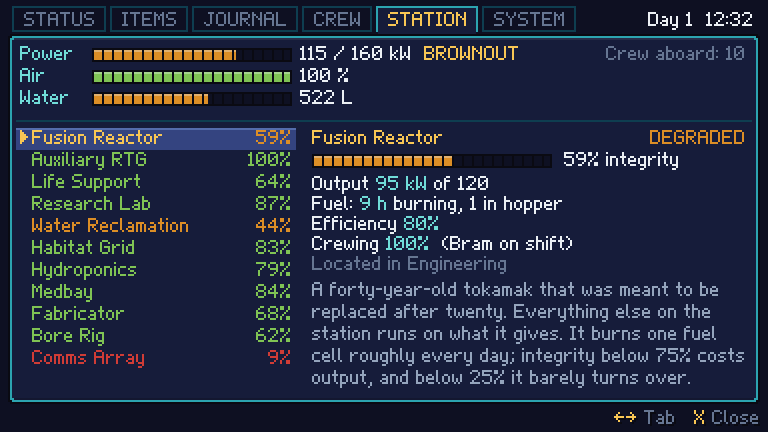 STATUS ITEMS JOURNAL CREW STATION SYSTEM Day 1 12:32
Power 115 / 160 kW BROWNOUT Crew aboard: 10
Air 100 %
Water 522 L
Fusion Reactor 59%
Auxiliary RTG 100%
Life Support 64%
Research Lab 87%
Water Reclamation 44%
Habitat Grid 83%
Hydroponics 79%
Medbay 84%
Fabricator 68%
Bore Rig 62%
Comms Array 9%
Fusion Reactor DEGRADED
59% integrity
Output 95 kW of 120
Fuel: 9 h burning, 1 in hopper
Efficiency 80%
Crewing 100% (Bram on shift)
Located in Engineering
A forty-year-old tokamak that was meant to be
replaced after twenty. Everything else on the
station runs on what it gives. It burns one fuel
cell roughly every day; integrity below 75% costs
output, and below 25% it barely turns over.
Tab X Close